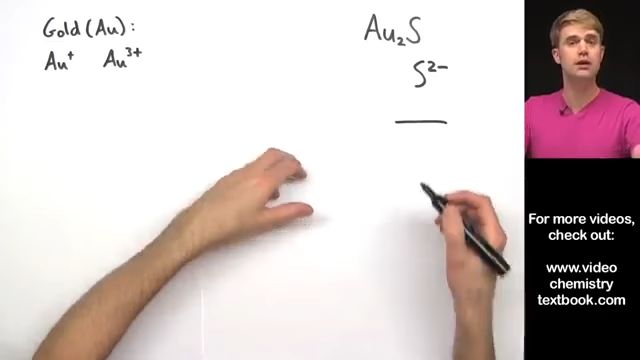 Gold (Au):
Au⁺ Au³⁺
Au₂S
S²⁻
For more videos,
check out:
www.video
chemistry
textbook.com